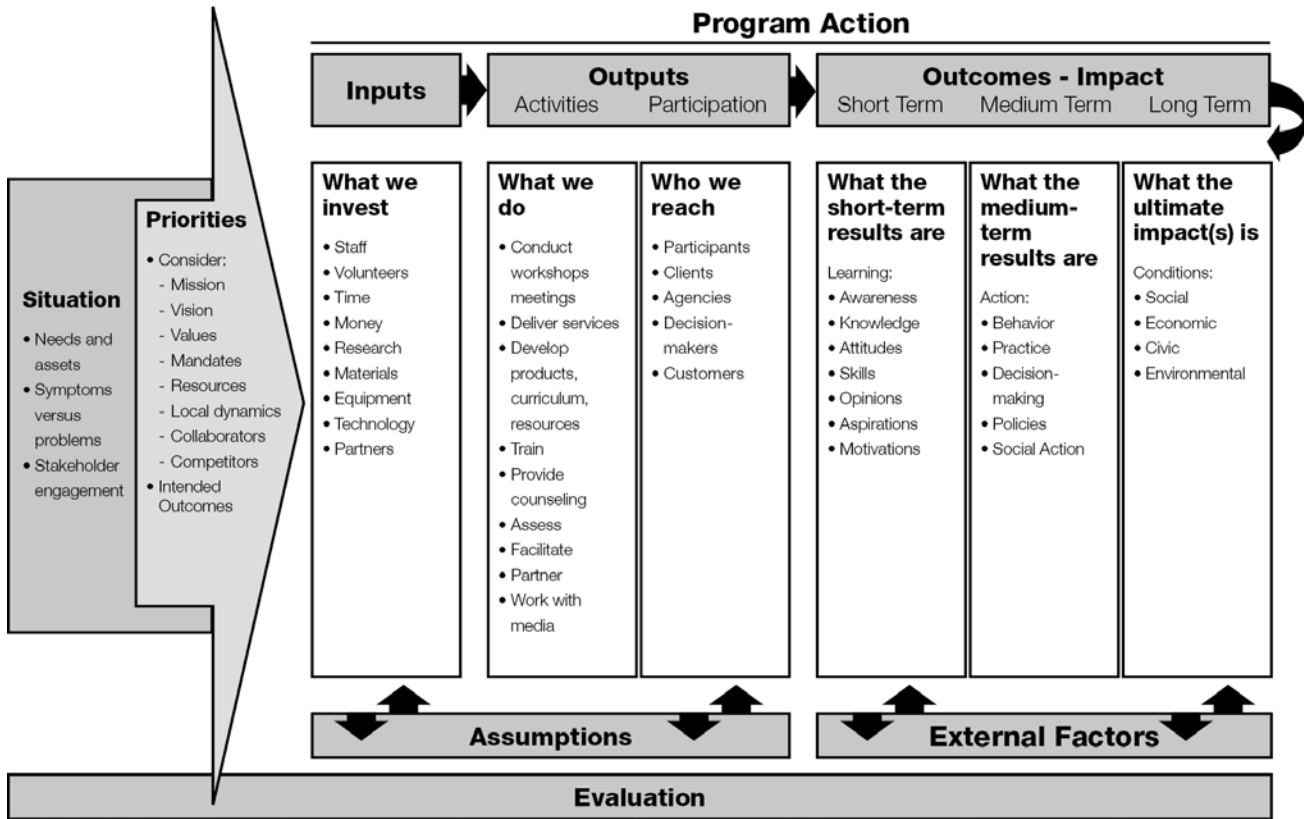 Program Action
Inputs
Outputs
Activities Participation
Outcomes - Impact
Short Term Medium Term Long Term
Situation
• Needs and
assets
• Symptoms
versus
problems
• Stakeholder
engagement
Priorities
• Consider:
- Mission
- Vision
- Values
- Mandates
- Resources
- Local dynamics
- Collaborators
- Competitors
• Intended
Outcomes
What we
invest
• Staff
• Volunteers
• Time
• Money
• Research
• Materials
• Equipment
• Technology
• Partners
What we
do
• Conduct
workshops
meetings
• Deliver services
• Develop
products,
curriculum,
resources
• Train
• Provide
counseling
• Assess
• Facilitate
• Partner
• Work with
media
Who we
reach
• Participants
• Clients
• Agencies
• Decision-
makers
• Customers
What the
short-term
results are
Learning:
• Awareness
• Knowledge
• Attitudes
• Skills
• Opinions
• Aspirations
• Motivations
What the
medium-
term
results are
Action:
• Behavior
• Practice
• Decision-
making
• Policies
• Social Action
What the
ultimate
impact(s) is
Conditions:
• Social
• Economic
• Civic
• Environmental
Assumptions
External Factors
Evaluation